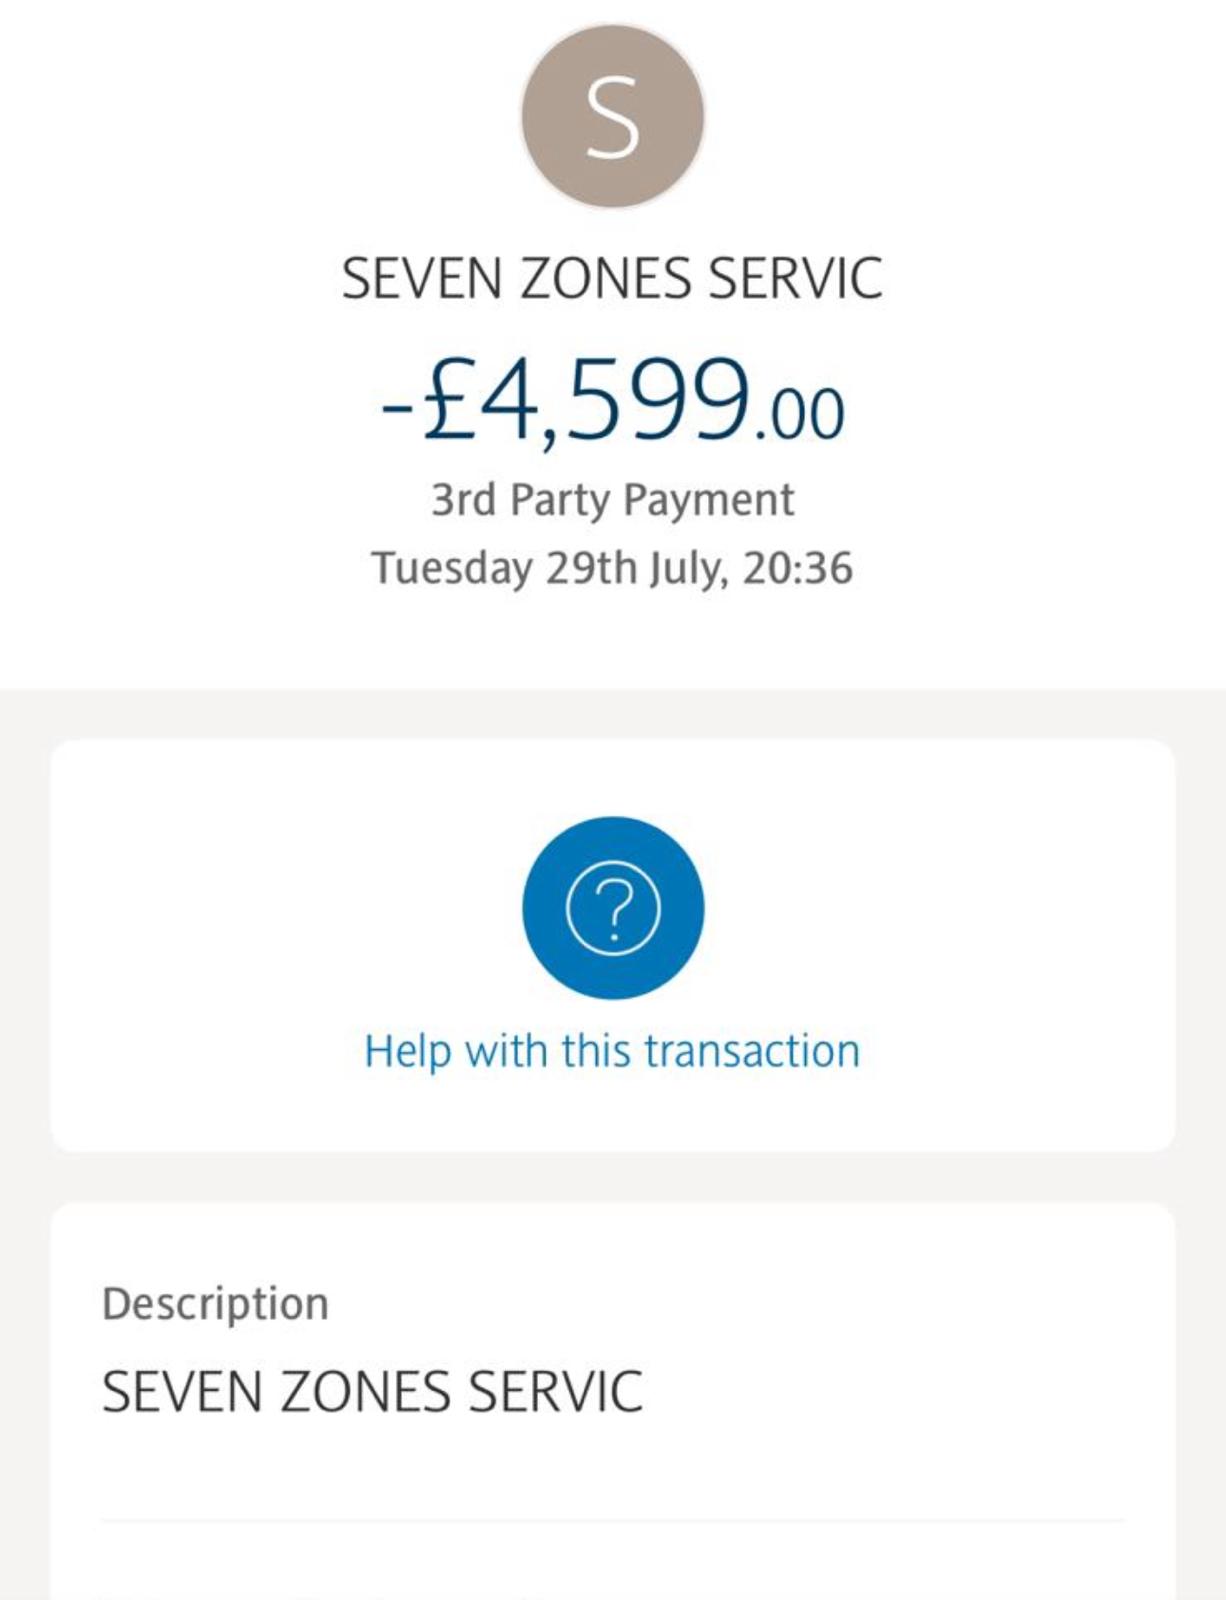 S
SEVEN ZONES SERVIC
-£4,599.00
3rd Party Payment
Tuesday 29th July, 20:36
?
Help with this transaction
Description
SEVEN ZONES SERVIC